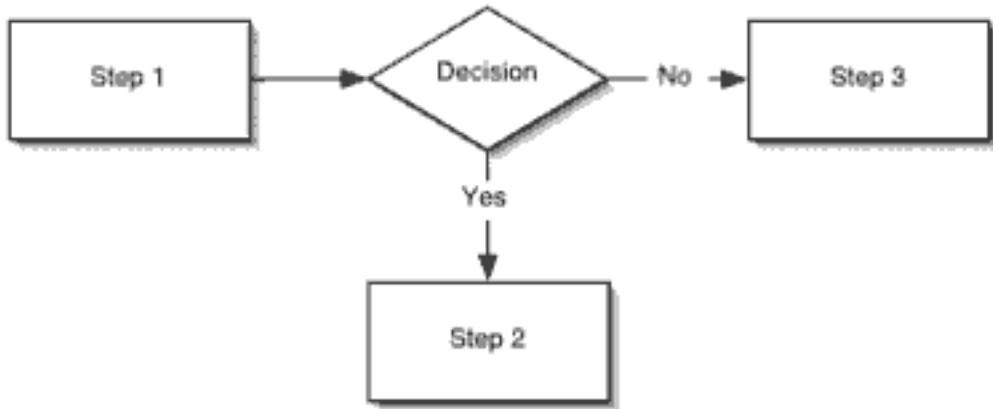 Step 1
Decision
No
Step 3
Yes
Step 2